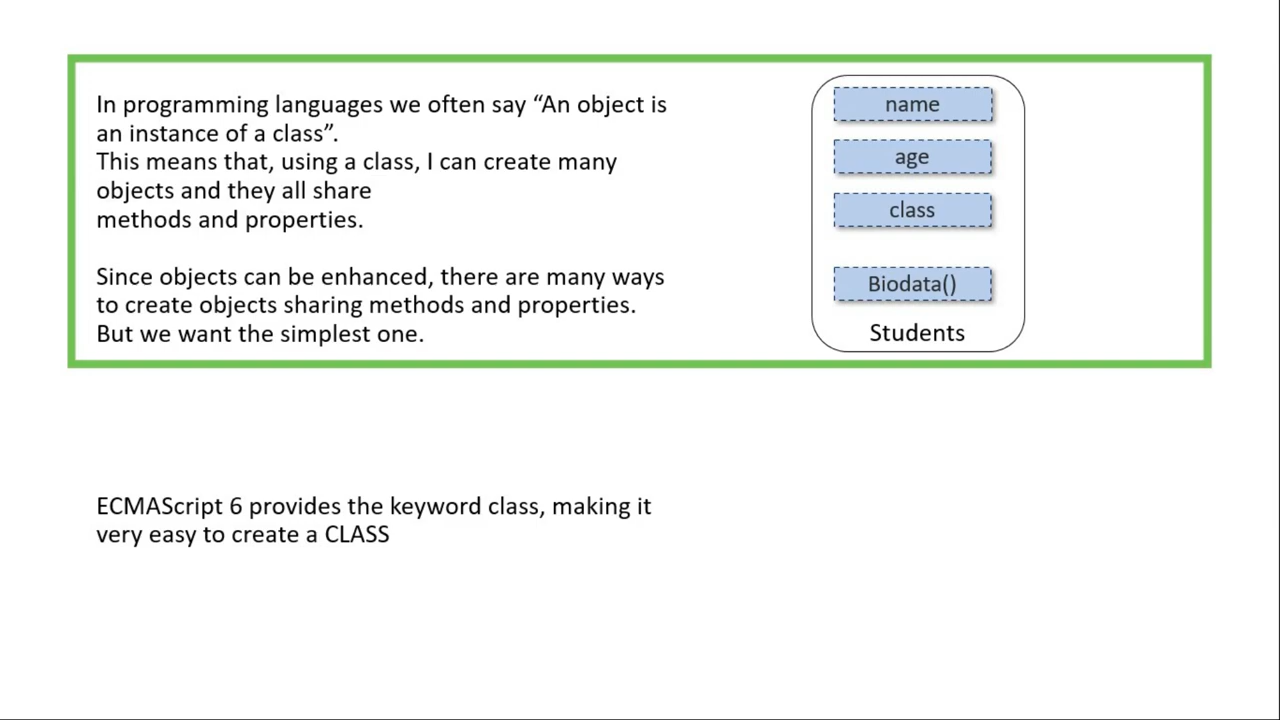 In programming languages we often say “An object is
an instance of a class”.
This means that, using a class, I can create many
objects and they all share
methods and properties.
Since objects can be enhanced, there are many ways
to create objects sharing methods and properties.
But we want the simplest one.
name
age
class
Biodata()
Students
ECMAScript 6 provides the keyword class, making it
very easy to create a CLASS